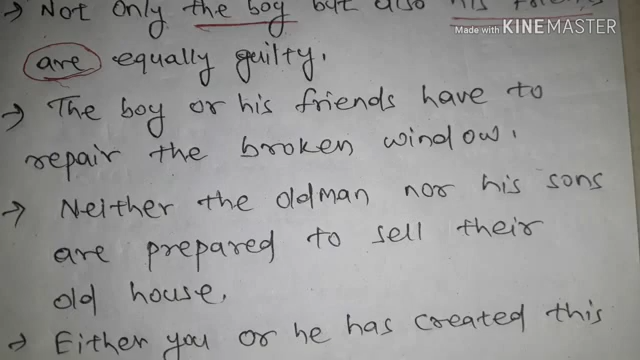 → Not only the boy but also his friends
Made with KINEMASTER
are equally guilty.
→ The boy or his friends have to
repair the broken window.
→ Neither the oldman nor his sons
are prepared to sell their
old house.
→ Either you or he has created this